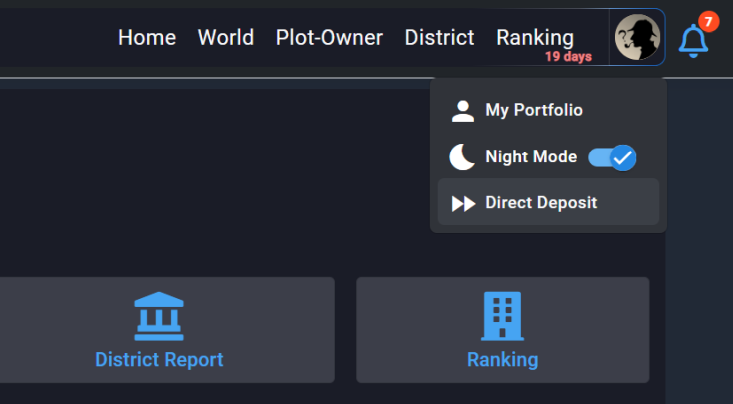 Home World Plot-Owner District Ranking
19 days
7
My Portfolio
Night Mode
Direct Deposit
District Report
Ranking